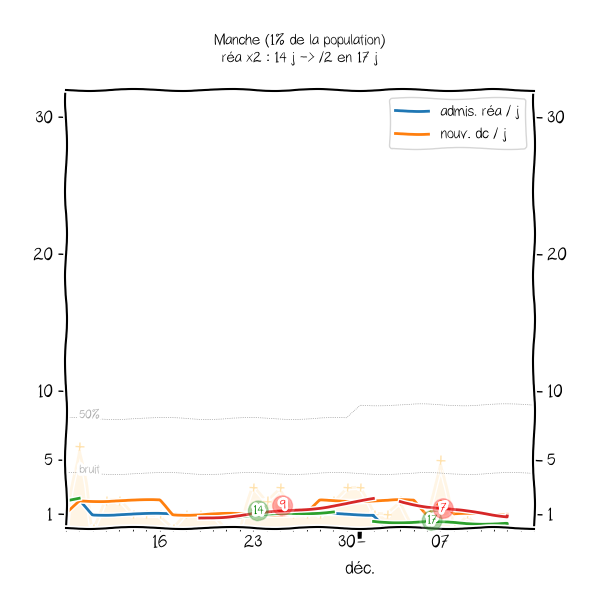 Manche (1% de la population)
réa x2 : 14 j -> /2 en 17 j
admis. réa / j
nouv. dc / j
30 30
20 20
10 10
50%
5 5
bruit
14 9 7
1 1
17
16 23 30 07
déc.